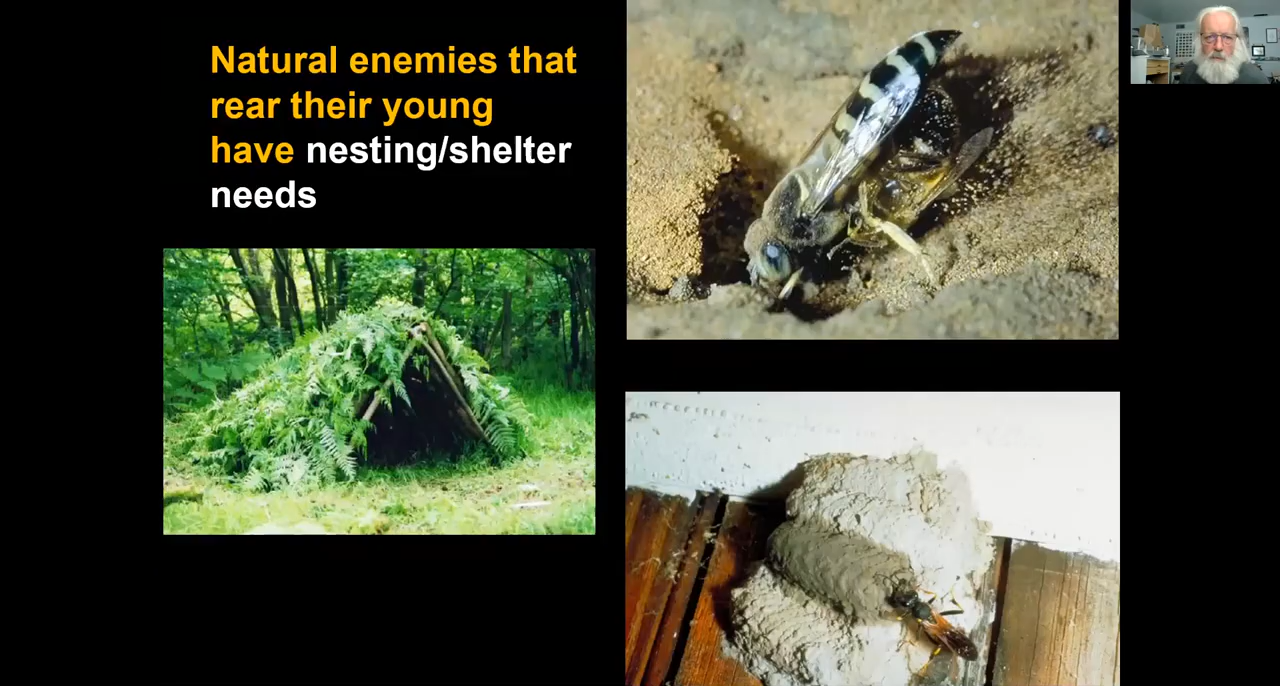 Natural enemies that
rear their young
have nesting/shelter
needs